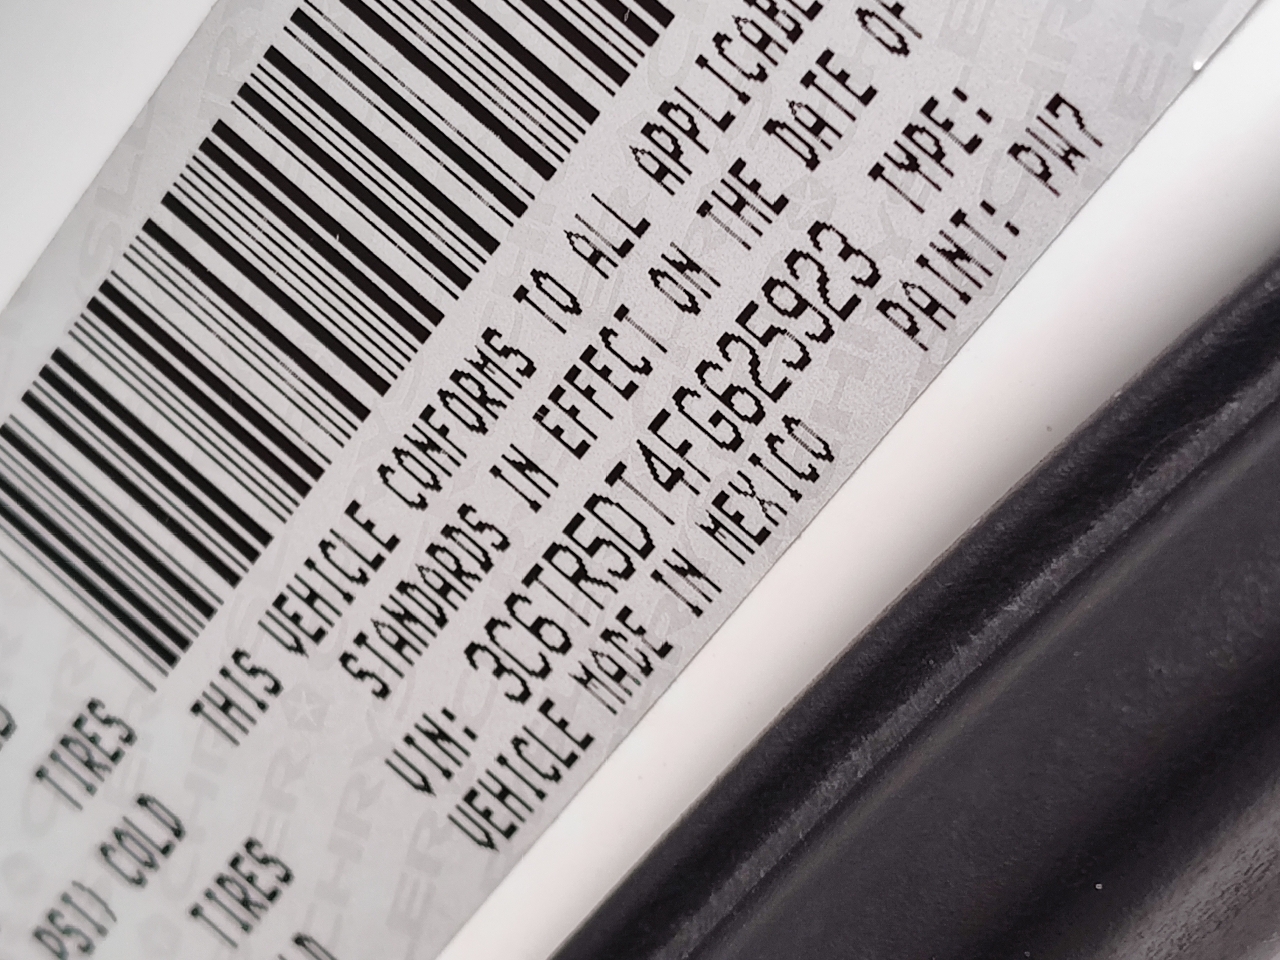 TIRES
PSI) COLD
TIRES
THIS VEHICLE CONFORMS TO ALL APPLICABLE
STANDARDS IN EFFECT ON THE DATE OF
VIN: 3C6TR5DT4FG625923 TYPE:
VEHICLE MADE IN MEXICO PAINT: PW7